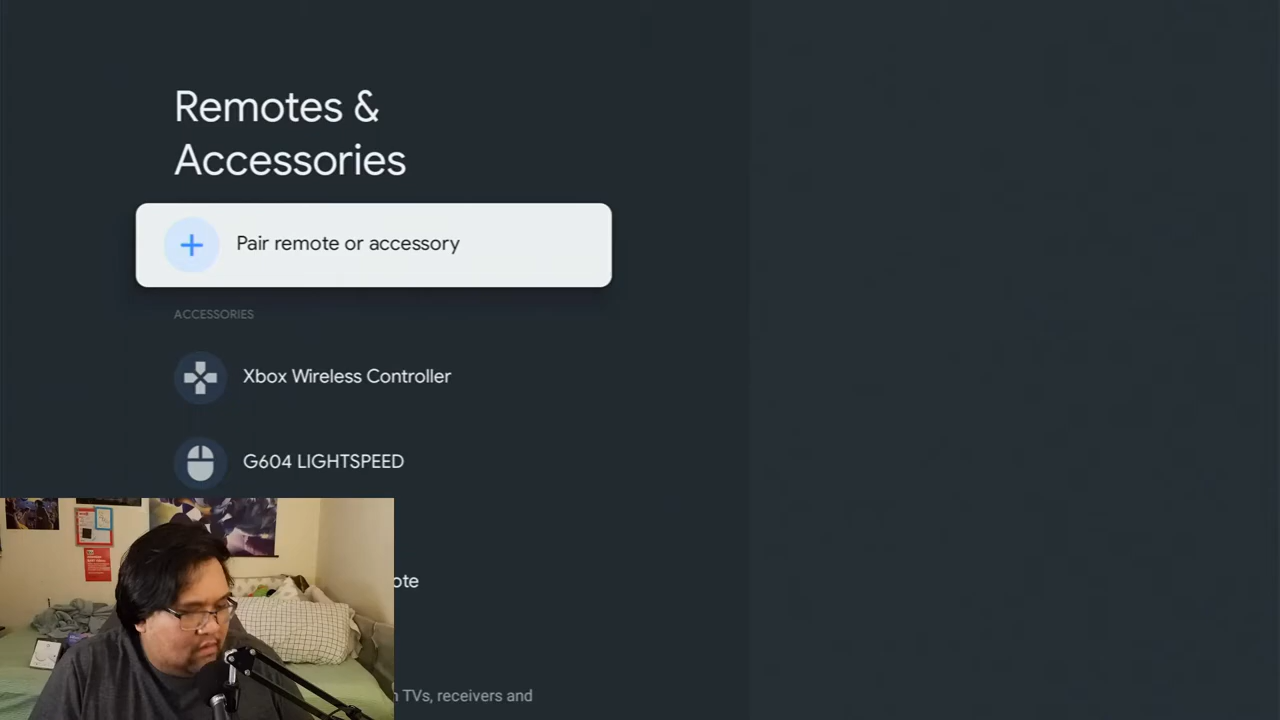 Remotes &
Accessories
Pair remote or accessory
ACCESSORIES
Xbox Wireless Controller
G604 LIGHTSPEED
ote
TVs, receivers and